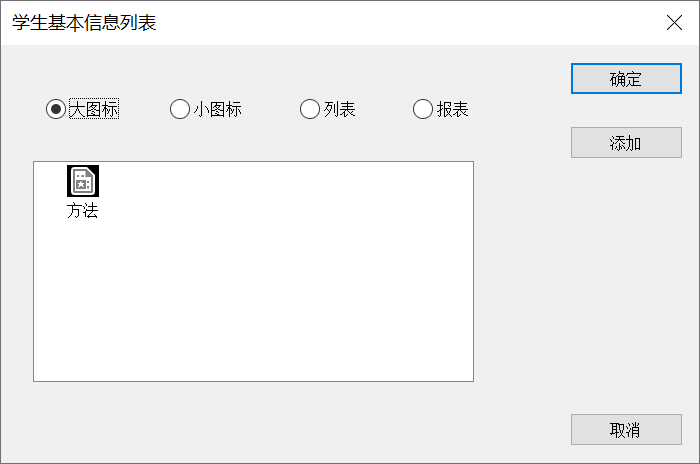 学生基本信息列表
确定
大图标 小图标 列表 报表
添加
方法
取消